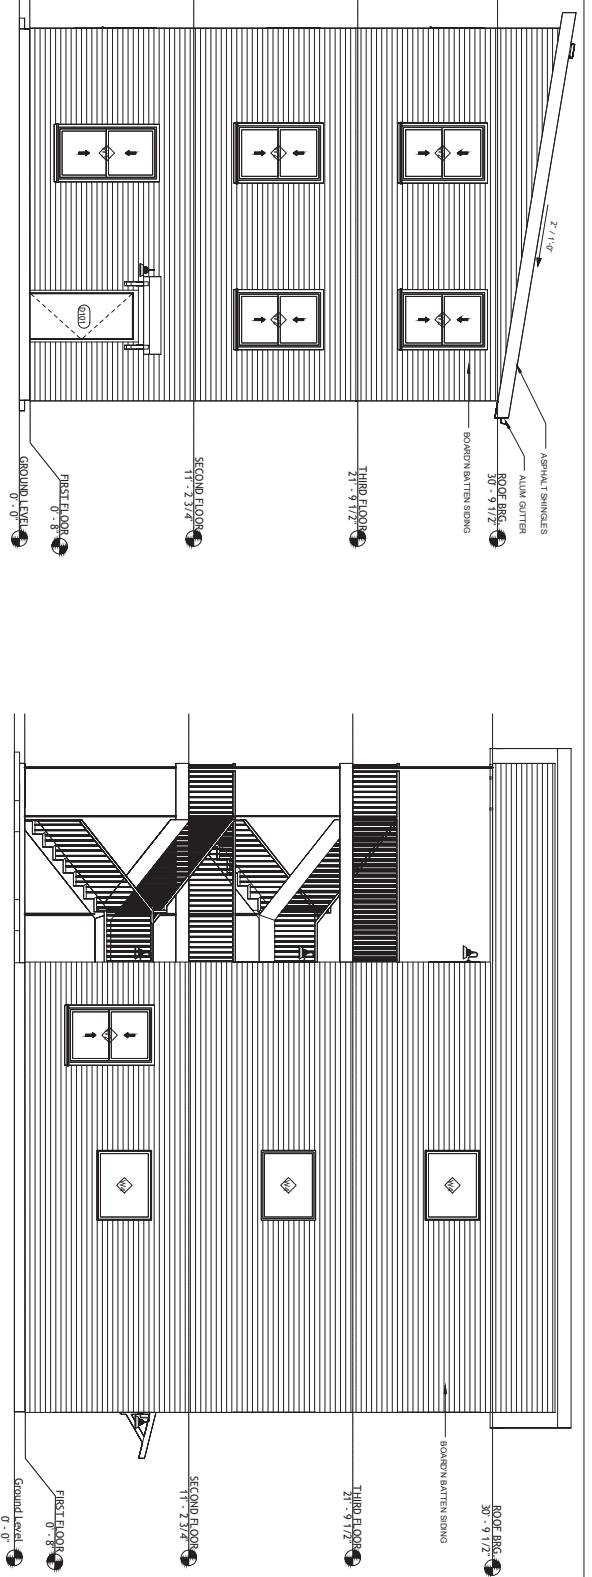 2" / 1'-0"
ASPHALT SHINGLES
ALUM GUTTER
BOARD'N BATTEN SIDING
ROOF BRG.
30' - 9 1/2"
THIRD FLOOR
21' - 9 1/2"
SECOND FLOOR
11' - 2 3/4"
FIRST FLOOR
0' - 8"
GROUND LEVEL
0' - 0"
D101
ROOF BRG.
30' - 9 1/2"
BOARD'N BATTEN SIDING
THIRD FLOOR
21' - 9 1/2"
SECOND FLOOR
11' - 2 3/4"
FIRST FLOOR
0' - 8"
Ground Level
0' - 0"